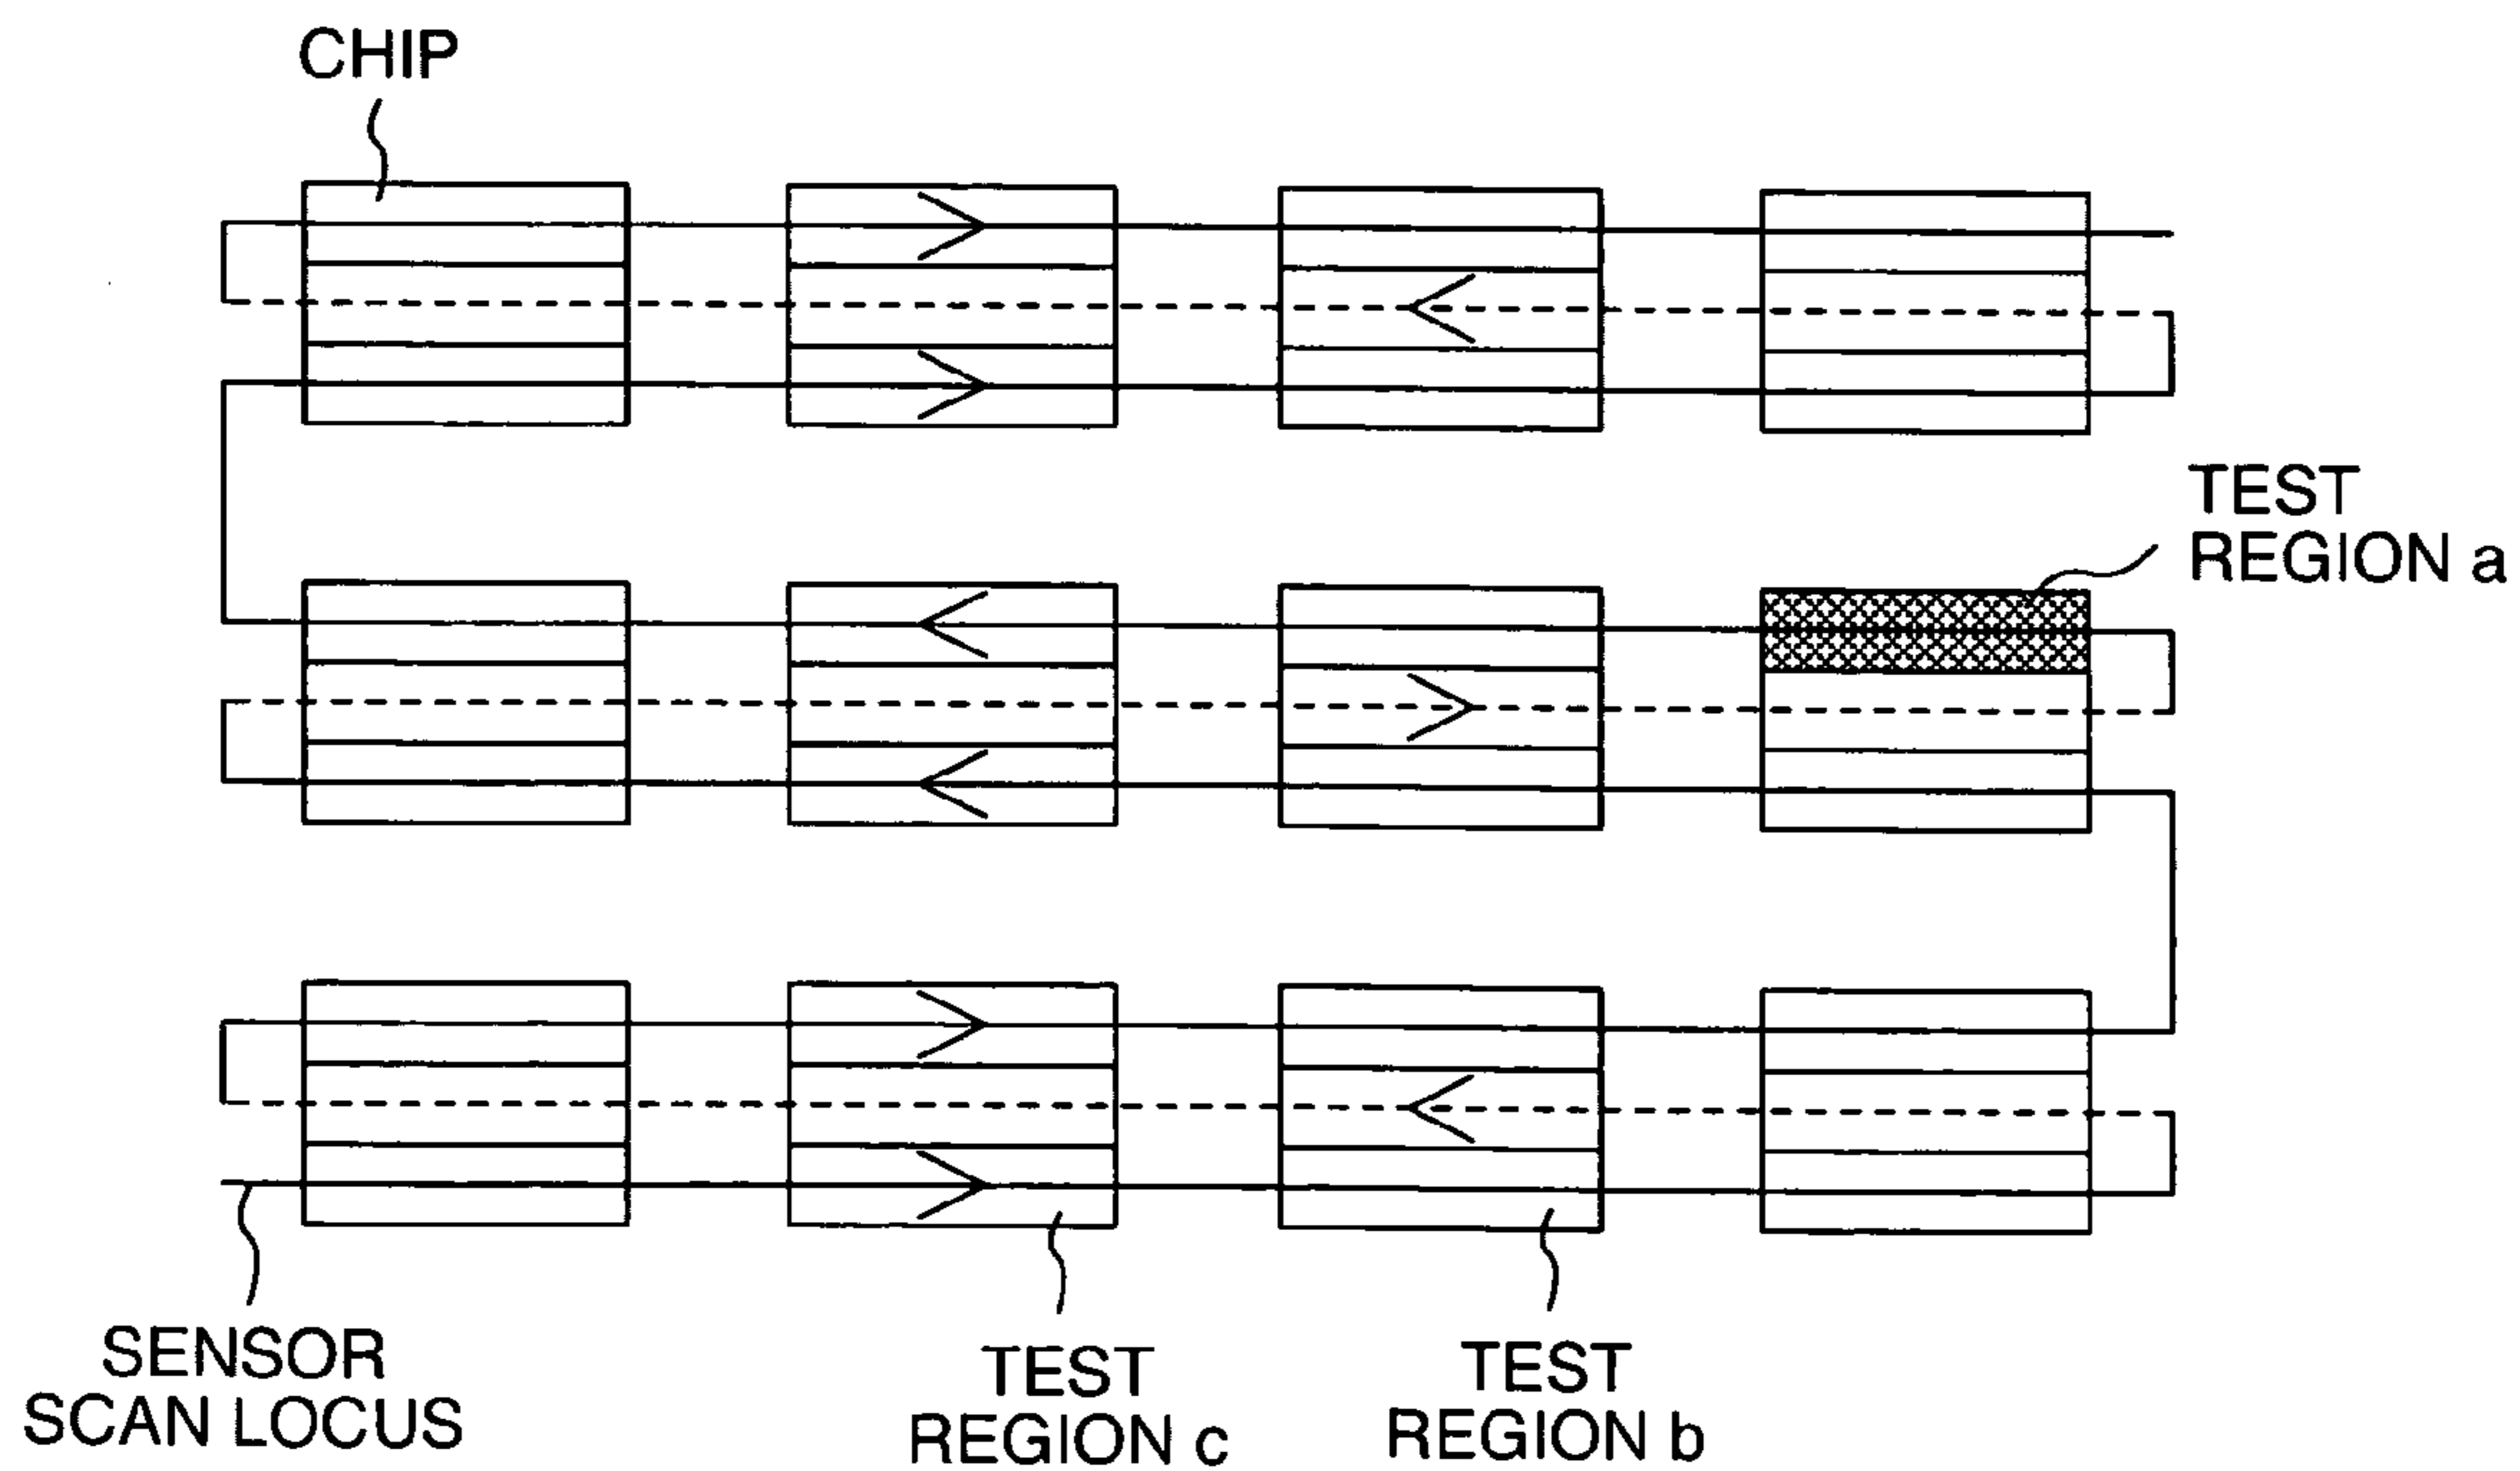 CHIP
TEST
REGION a
SENSOR
SCAN LOCUS
TEST
REGION c
TEST
REGION b